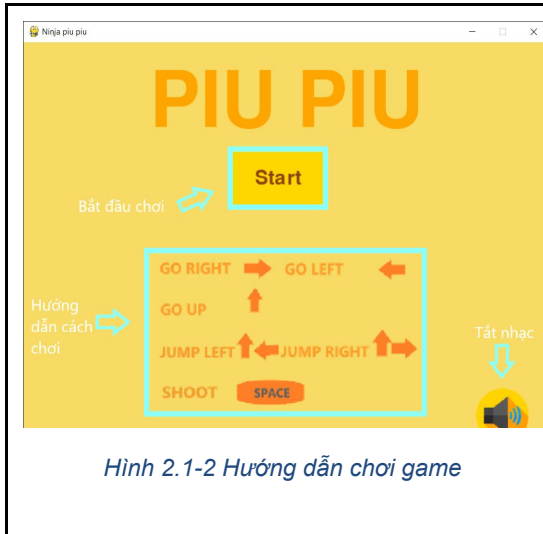 Ninja piu piu
PIU PIU
Start
Bắt đầu chơi
GO RIGHT GO LEFT
GO UP
JUMP LEFT JUMP RIGHT
SHOOT SPACE
Hướng
dẫn cách
chơi
Tắt nhạc
Hình 2.1-2 Hướng dẫn chơi game